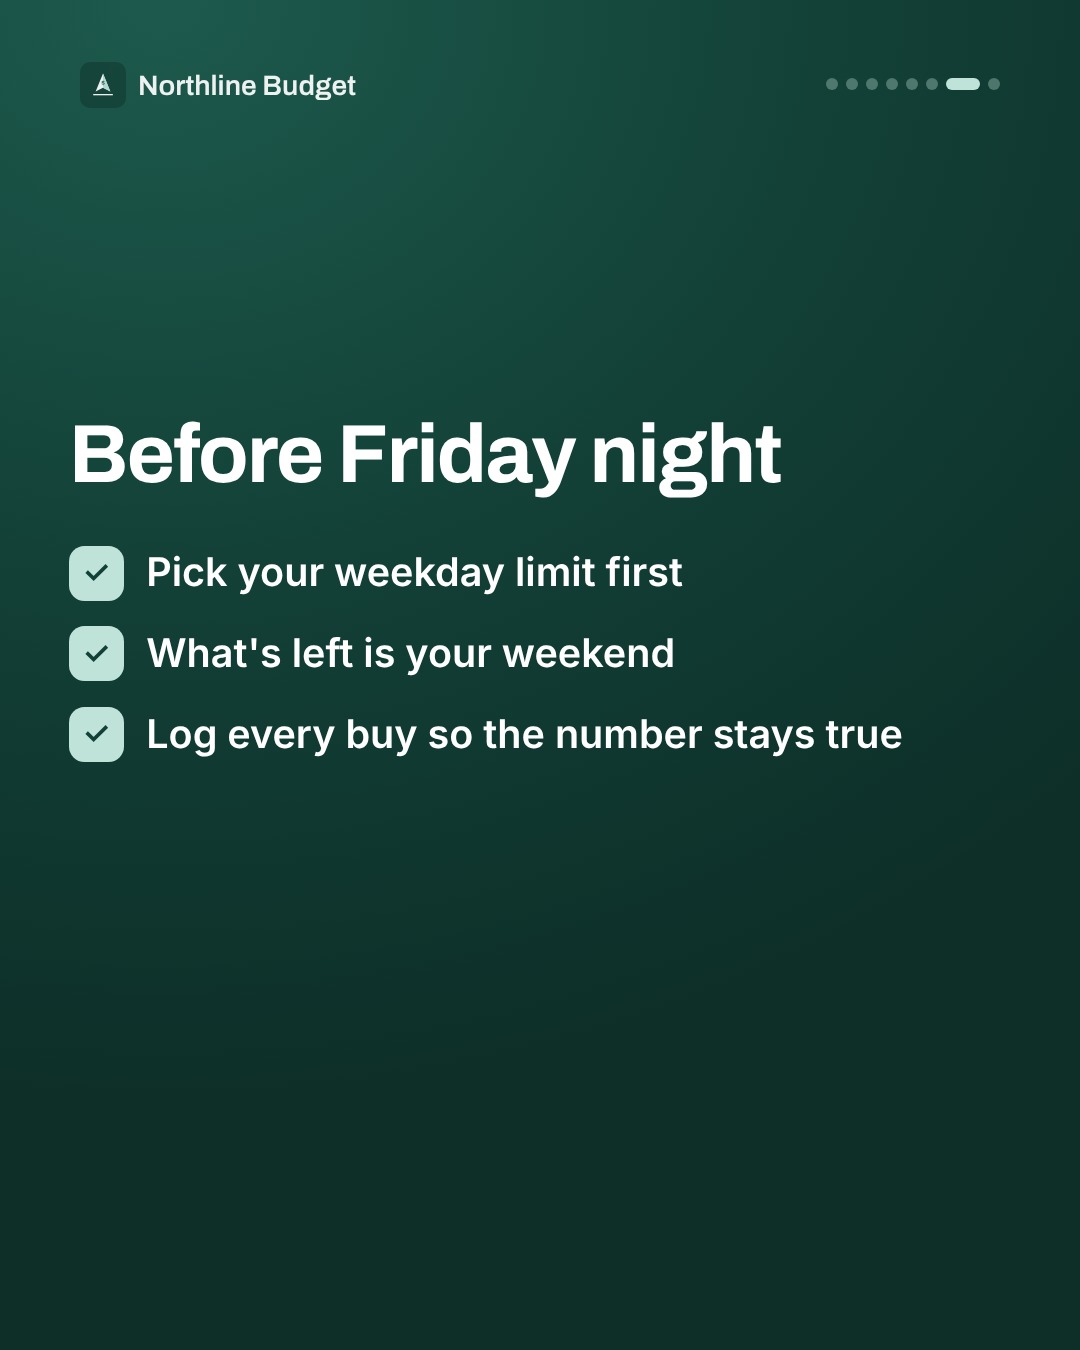 Northline Budget
Before Friday night
Pick your weekday limit first
What's left is your weekend
Log every buy so the number stays true